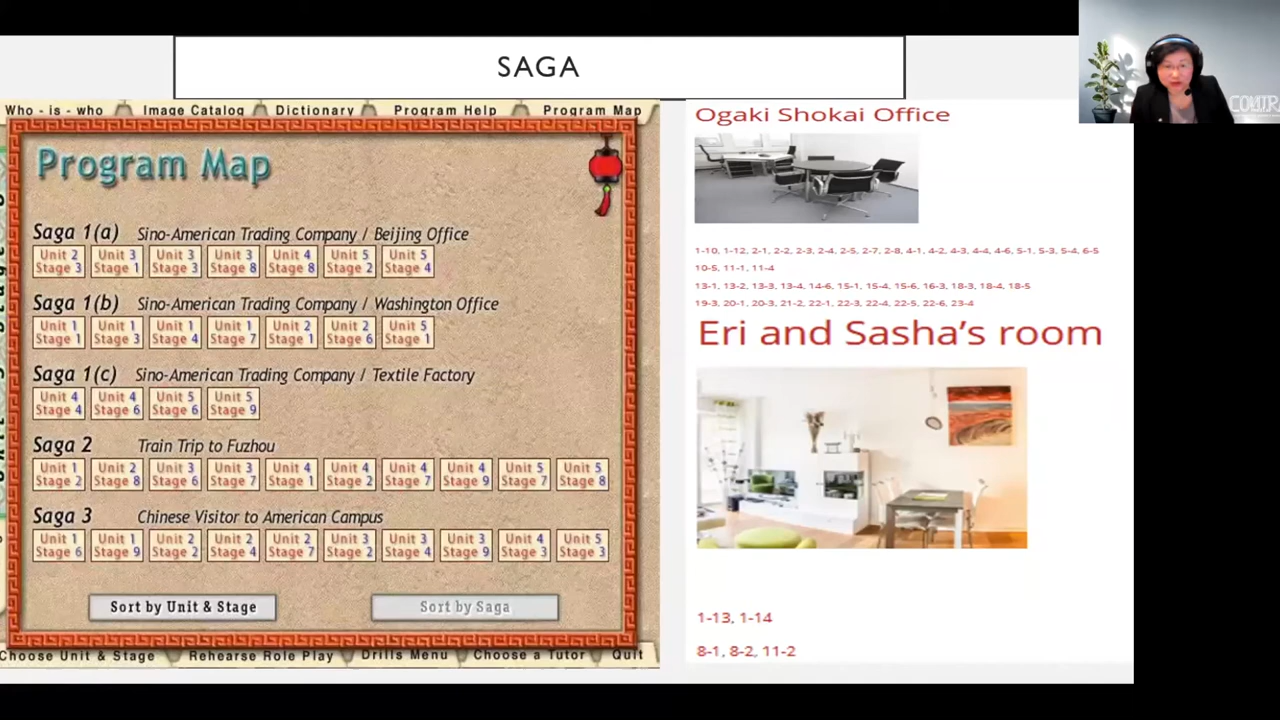 SAGA
Who - is - who Image Catalog Dictionary Program Help Program Map
Program Map
Saga 1(a) Sino-American Trading Company / Beijing Office
Unit 2 Unit 3 Unit 3 Unit 3 Unit 4 Unit 5 Unit 5
Stage 3 Stage 1 Stage 3 Stage 8 Stage 8 Stage 2 Stage 4
Saga 1(b) Sino-American Trading Company / Washington Office
Unit 1 Unit 1 Unit 1 Unit 1 Unit 2 Unit 2 Unit 5
Stage 1 Stage 3 Stage 4 Stage 7 Stage 1 Stage 6 Stage 1
Saga 1(c) Sino-American Trading Company / Textile Factory
Unit 4 Unit 4 Unit 5 Unit 5
Stage 4 Stage 6 Stage 6 Stage 9
Saga 2 Train Trip to Fuzhou
Unit 1 Unit 2 Unit 3 Unit 3 Unit 4 Unit 4 Unit 4 Unit 4 Unit 5 Unit 5
Stage 2 Stage 8 Stage 6 Stage 7 Stage 1 Stage 2 Stage 7 Stage 9 Stage 7 Stage 8
Saga 3 Chinese Visitor to American Campus
Unit 1 Unit 1 Unit 2 Unit 2 Unit 2 Unit 3 Unit 3 Unit 3 Unit 4 Unit 5
Stage 6 Stage 9 Stage 2 Stage 4 Stage 7 Stage 2 Stage 4 Stage 9 Stage 3 Stage 3
Sort by Unit & Stage Sort by Saga
Choose Unit & Stage Rehearse Role Play Drills Menu Choose a Tutor Quit
Ogaki Shokai Office
1-10, 1-12, 2-1, 2-2, 2-3, 2-4, 2-5, 2-7, 2-8, 4-1, 4-2, 4-3, 4-4, 4-6, 5-1, 5-3, 5-4, 6-5
10-5, 11-1, 11-4
13-1, 13-2, 13-3, 13-4, 14-6, 15-1, 15-4, 15-6, 16-3, 18-3, 18-4, 18-5
19-3, 20-1, 20-3, 21-2, 22-1, 22-3, 22-4, 22-5, 22-6, 23-4
Eri and Sasha's room
1-13, 1-14
8-1, 8-2, 11-2